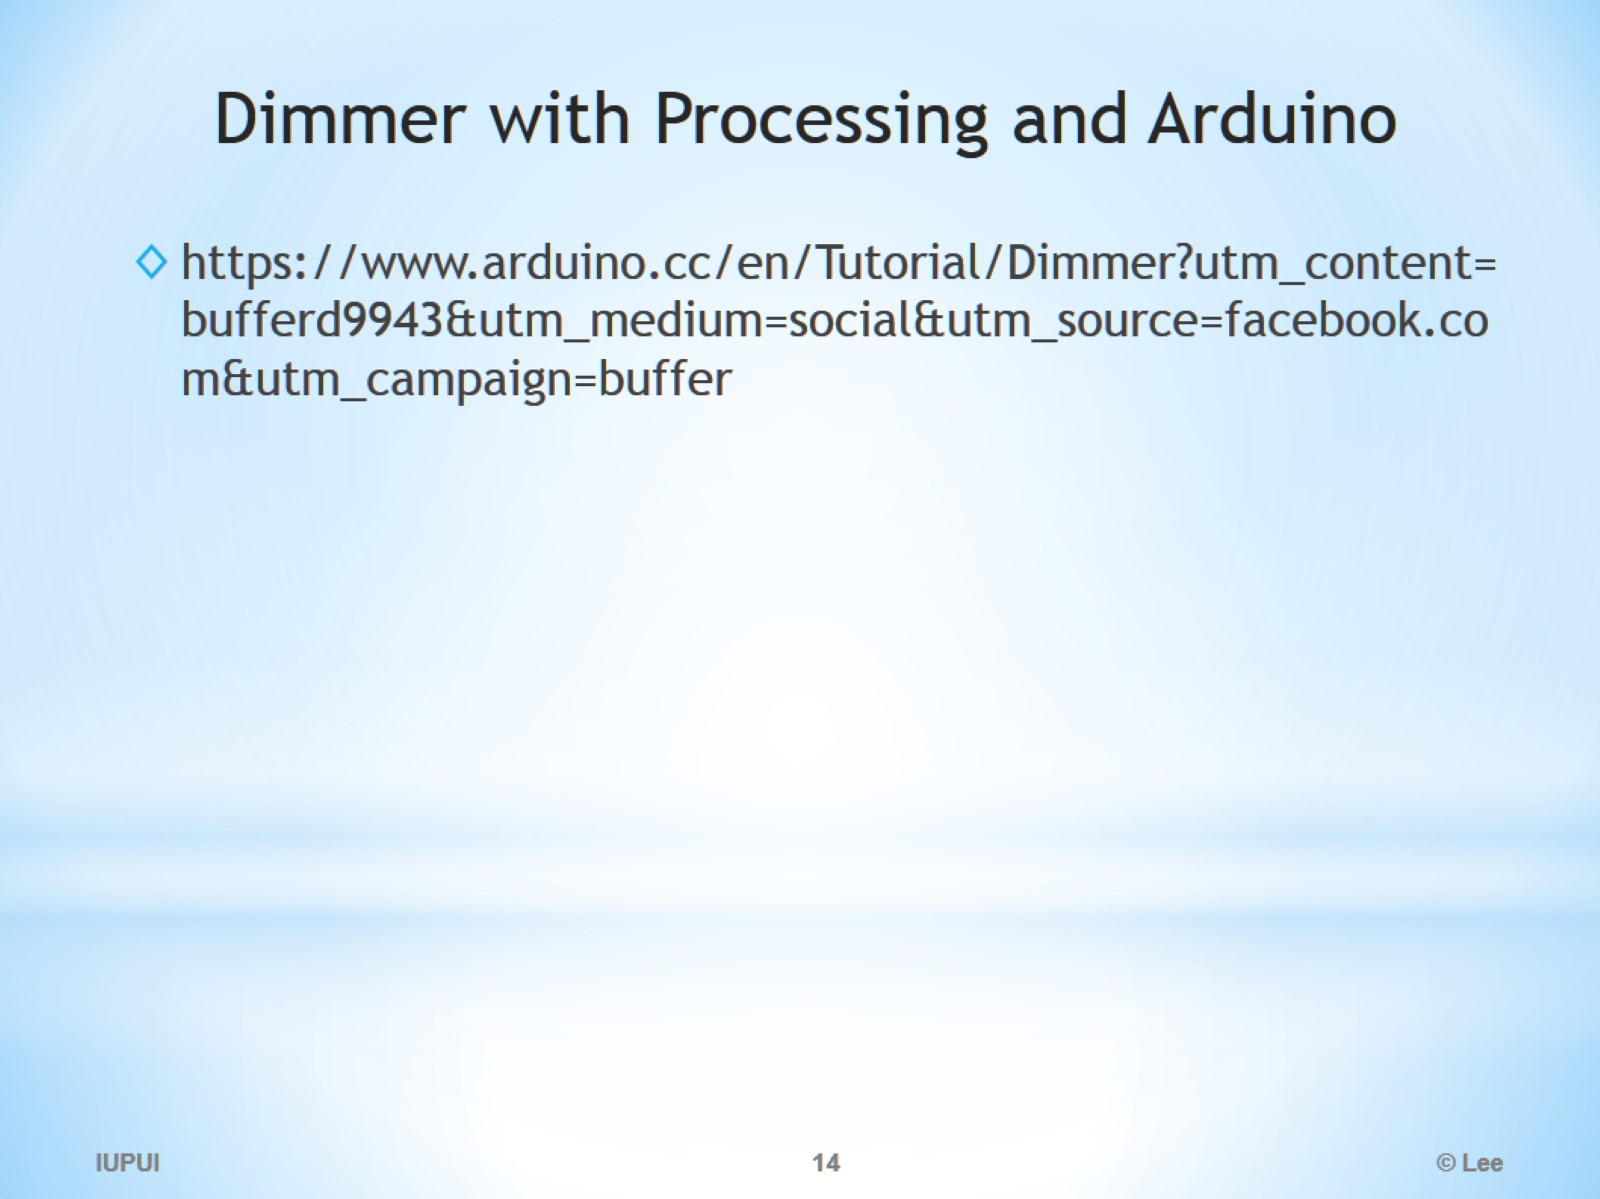 Dimmer with Processing and Arduino
◇ https://www.arduino.cc/en/Tutorial/Dimmer?utm_content=
bufferd9943&utm_medium=social&utm_source=facebook.co
m&utm_campaign=buffer
IUPUI
14
© Lee